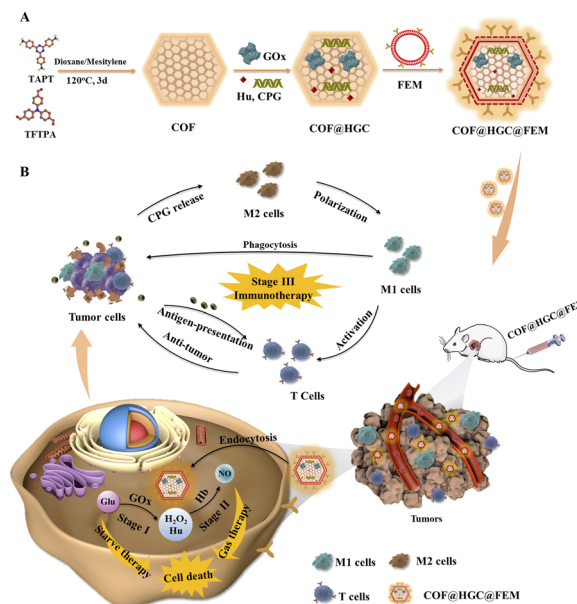 A
TAPT
Dioxane/Mesitylene
120°C, 3d
TFTPA
COF
GOx
Hu, CPG
COF@HGC
FEM
COF@HGC@FEM
B
CPG release
M2 cells
Polarization
Phagocytosis
Stage III
Immunotherapy
M1 cells
Tumor cells
Antigen-presentation
Anti-tumor
Activation
T Cells
COF@HGC@FEM
Endocytosis
Glu
GOx
Stage I
H₂O₂
Hu
Hb
Stage II
NO
Starve therapy
Cell death
Gas therapy
Tumors
M1 cells
M2 cells
T cells
COF@HGC@FEM